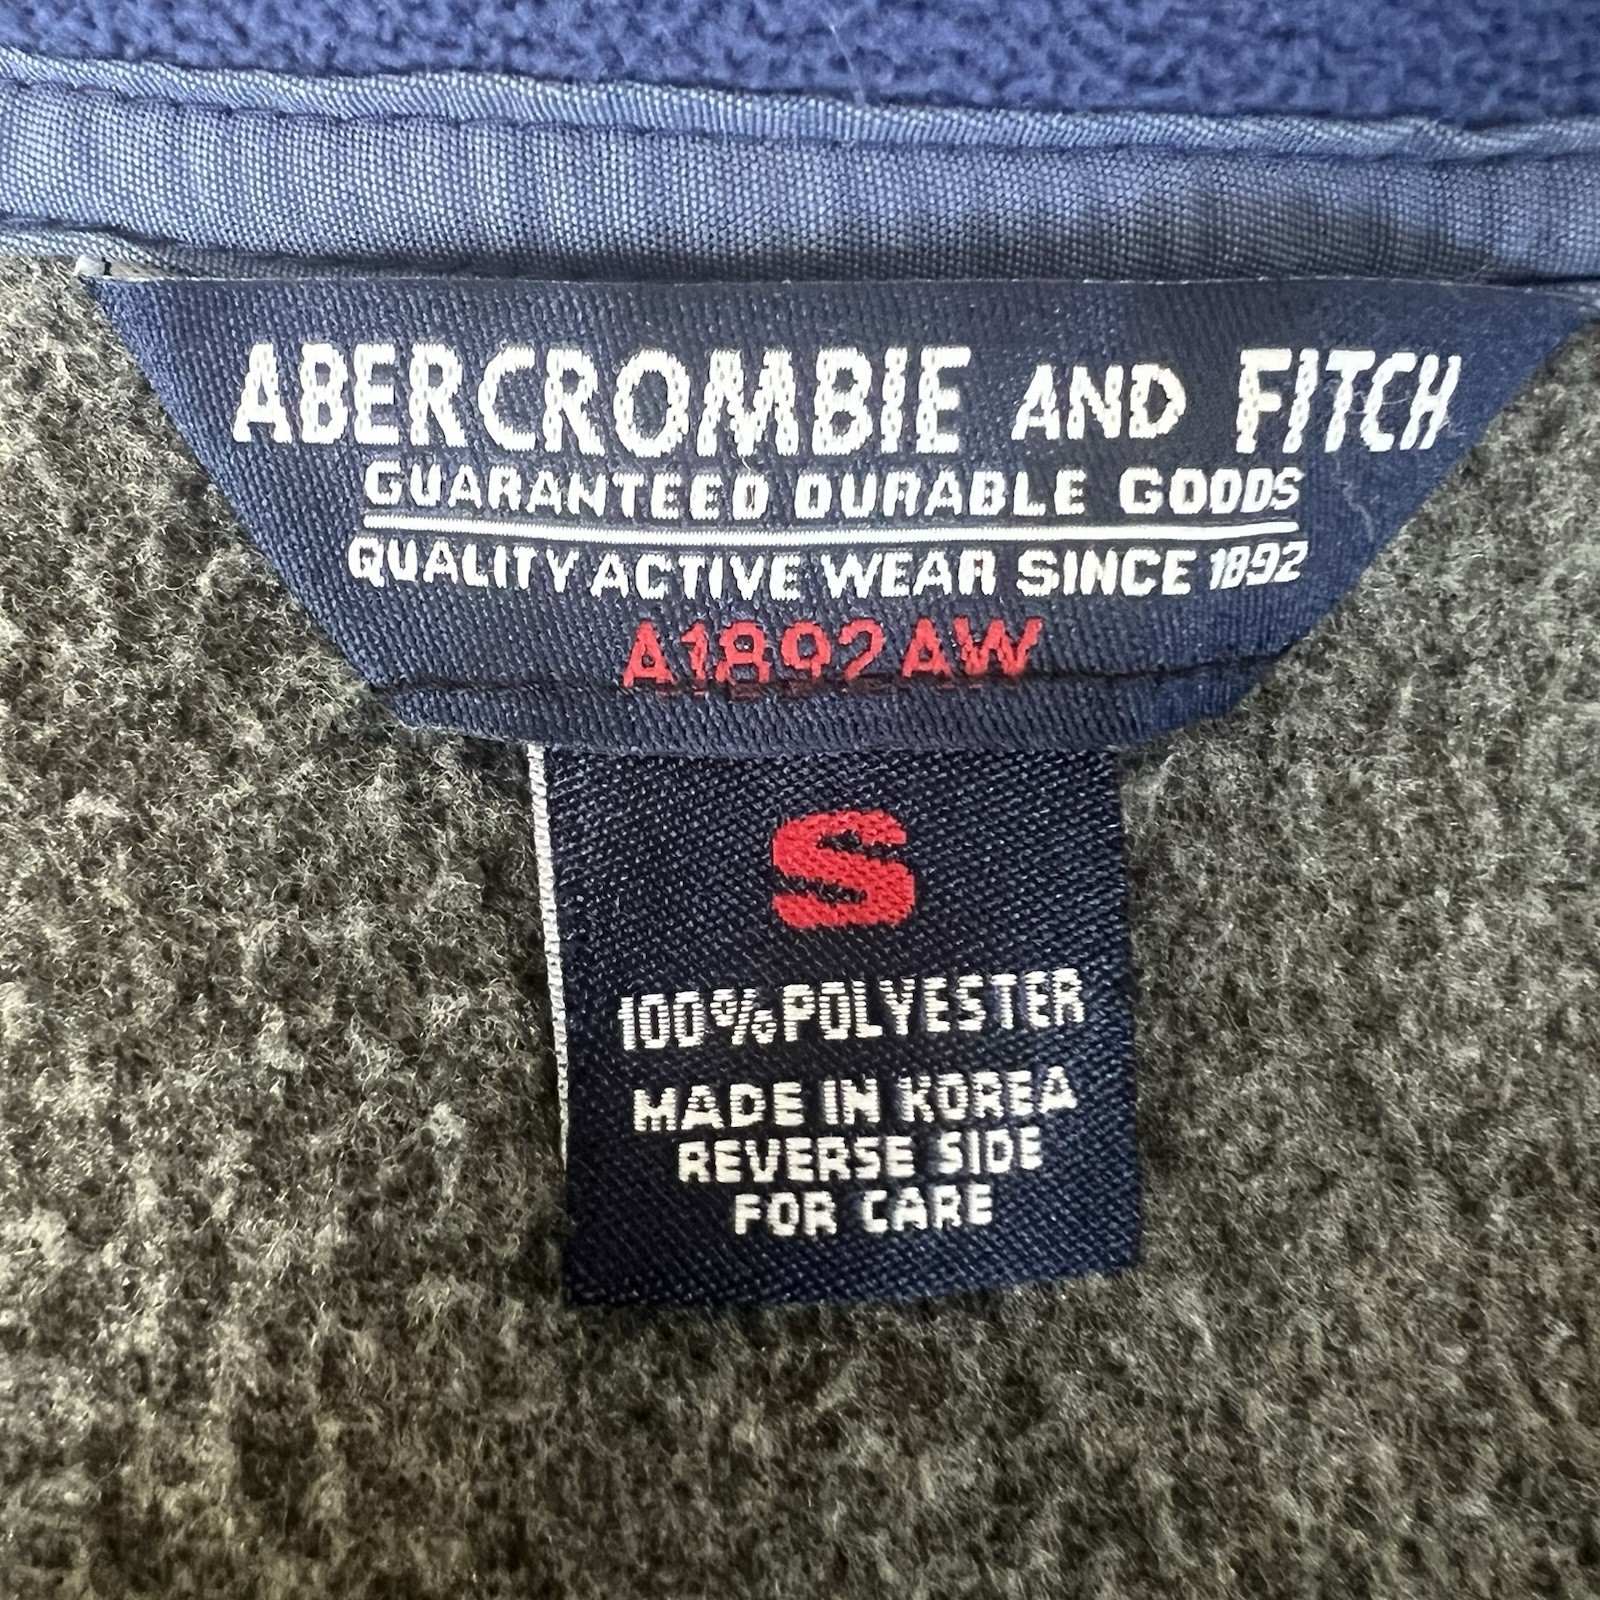 ABERCROMBIE AND FITCH
GUARANTEED DURABLE GOODS
QUALITY ACTIVE WEAR SINCE 1892
A1892AW
S
100% POLYESTER
MADE IN KOREA
REVERSE SIDE
FOR CARE